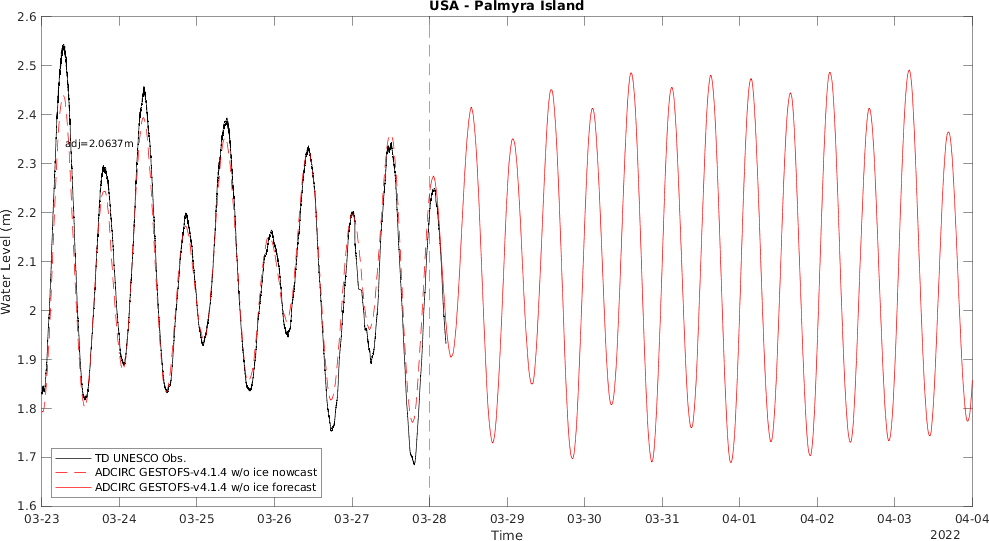 USA - Palmyra Island
2.6
2.5
2.4
2.3
2.2
2.1
2
1.9
1.8
1.7
1.6
Water Level (m)
adj=2.0637m
TD UNESCO Obs.
ADCIRC GESTOFS-v4.1.4 w/o ice nowcast
ADCIRC GESTOFS-v4.1.4 w/o ice forecast
03-23 03-24 03-25 03-26 03-27 03-28 03-29 03-30 03-31 04-01 04-02 04-03 04-04
Time
2022